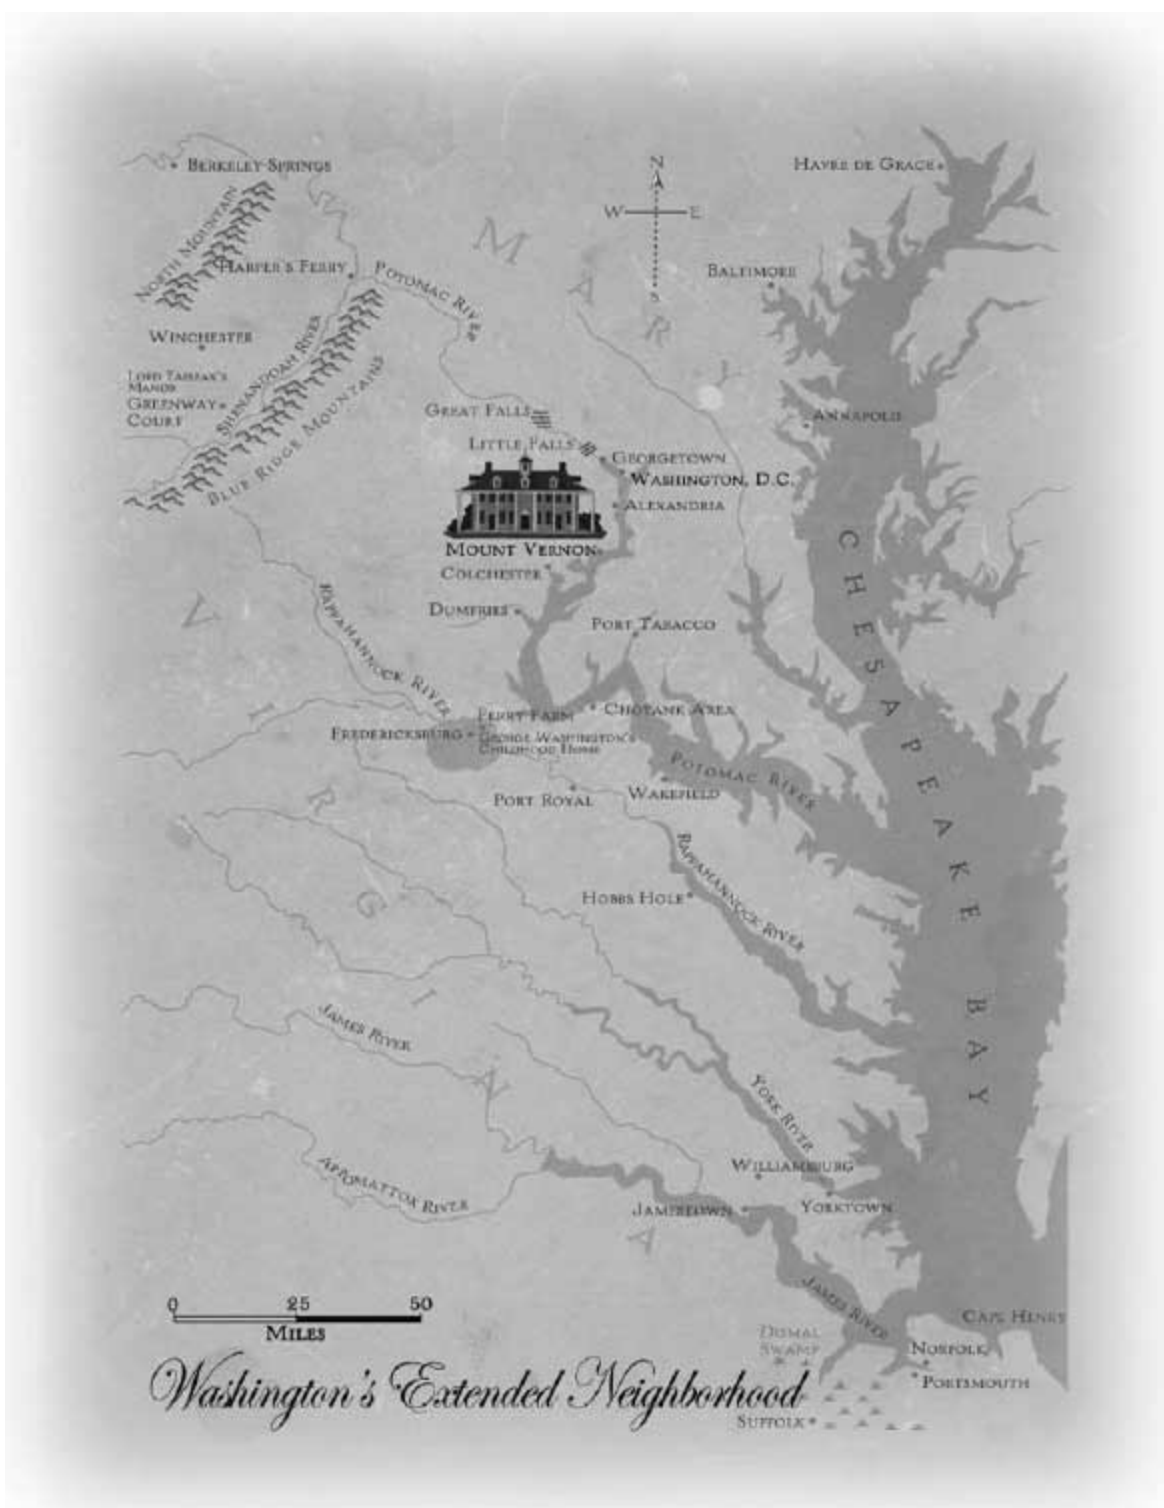 BERKELEY SPRINGS
HAVRE DE GRACE
N
W E
S
NORTH MOUNTAIN
HARPER'S FERRY
POTOMAC RIVER
BALTIMORE
WINCHESTER
SHENANDOAH RIVER
LORD FAIRFAX'S
MANOR
GREENWAY
COURT
BLUE RIDGE MOUNTAINS
GREAT FALLS
ANNAPOLIS
LITTLE FALLS
GEORGETOWN
WASHINGTON, D.C.
ALEXANDRIA
MOUNT VERNON
COLCHESTER
DUMFRIES
PORT TABACCO
RAPPAHANNOCK RIVER
FERRY FARM
CHOTANK AREA
FREDERICKSBURG
GEORGE WASHINGTON'S
CHILDHOOD HOME
POTOMAC RIVER
PORT ROYAL
WAKEFIELD
CHESAPEAKE BAY
RAPPAHANNOCK RIVER
HOBBS HOLE
MARY
VIRGINIA
JAMES RIVER
YORK RIVER
APPOMATTOX RIVER
WILLIAMSBURG
JAMESTOWN
YORKTOWN
JAMES RIVER
CAPE HENRY
0 25 50
MILES
DISMAL
SWAMP
NORFOLK
PORTSMOUTH
Washington's Extended Neighborhood
SUFFOLK